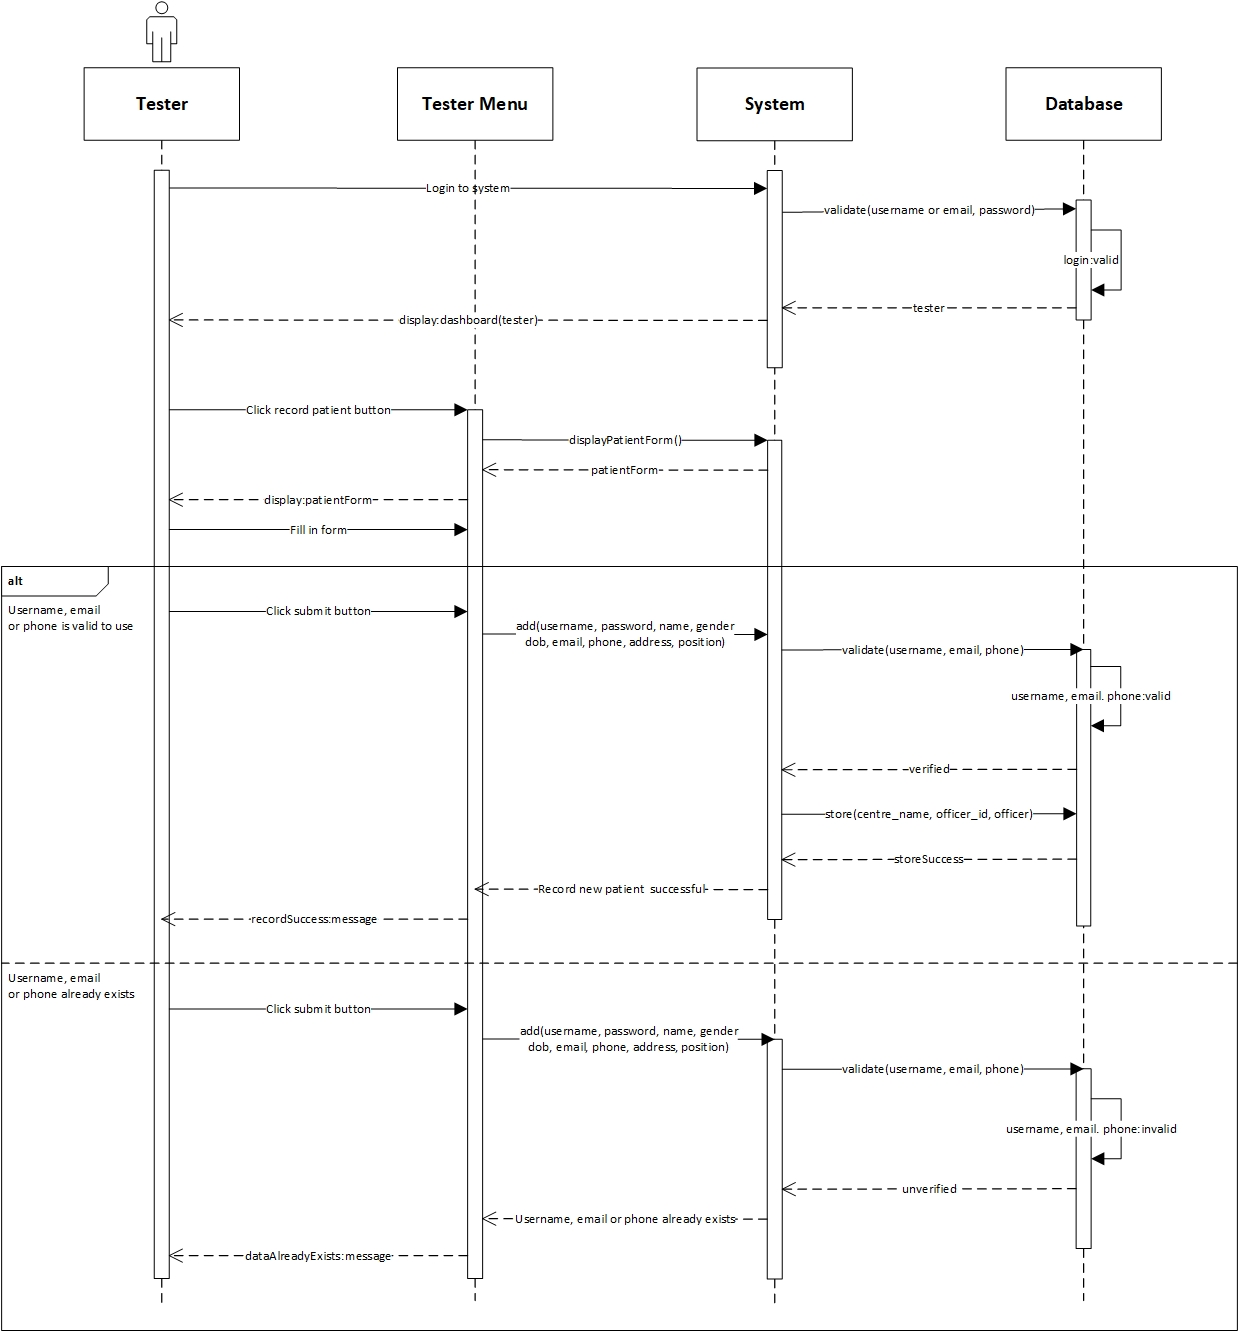 Tester
Tester Menu
System
Database
Login to system
validate(username or email, password)
login:valid
tester
display:dashboard(tester)
Click record patient button
displayPatientForm()
patientForm
display:patientForm
Fill in form
alt
Username, email
or phone is valid to use
Click submit button
add(username, password, name, gender
dob, email, phone, address, position)
validate(username, email, phone)
username, email. phone:valid
verified
store(centre_name, officer_id, officer)
storeSuccess
Record new patient successful
recordSuccess:message
Username, email
or phone already exists
Click submit button
add(username, password, name, gender
dob, email, phone, address, position)
validate(username, email, phone)
username, email. phone:invalid
unverified
Username, email or phone already exists
dataAlreadyExists:message